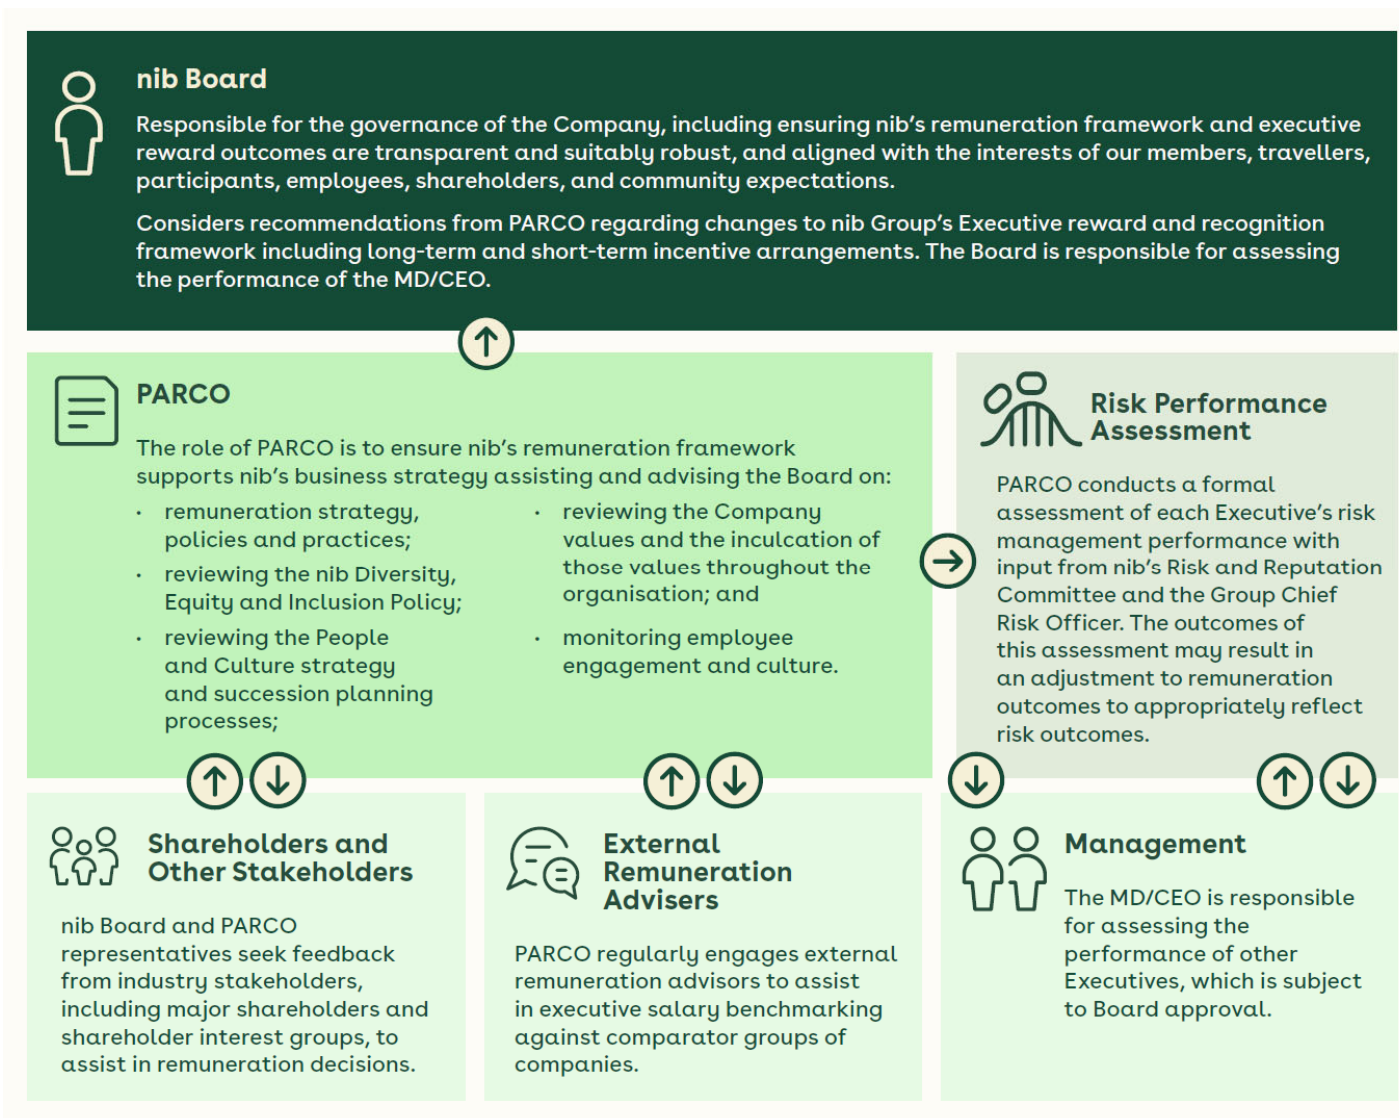 nib Board
Responsible for the governance of the Company, including ensuring nib's remuneration framework and executive
reward outcomes are transparent and suitably robust, and aligned with the interests of our members, travellers,
participants, employees, shareholders, and community expectations.
Considers recommendations from PARCO regarding changes to nib Group's Executive reward and recognition
framework including long-term and short-term incentive arrangements. The Board is responsible for assessing
the performance of the MD/CEO.
PARCO
The role of PARCO is to ensure nib's remuneration framework
supports nib's business strategy assisting and advising the Board on:
· remuneration strategy,
policies and practices;
· reviewing the nib Diversity,
Equity and Inclusion Policy;
· reviewing the People
and Culture strategy
and succession planning
processes;
· reviewing the Company
values and the inculcation of
those values throughout the
organisation; and
· monitoring employee
engagement and culture.
Risk Performance
Assessment
PARCO conducts a formal
assessment of each Executive's risk
management performance with
input from nib's Risk and Reputation
Committee and the Group Chief
Risk Officer. The outcomes of
this assessment may result in
an adjustment to remuneration
outcomes to appropriately reflect
risk outcomes.
Shareholders and
Other Stakeholders
nib Board and PARCO
representatives seek feedback
from industry stakeholders,
including major shareholders and
shareholder interest groups, to
assist in remuneration decisions.
External
Remuneration
Advisers
PARCO regularly engages external
remuneration advisors to assist
in executive salary benchmarking
against comparator groups of
companies.
Management
The MD/CEO is responsible
for assessing the
performance of other
Executives, which is subject
to Board approval.